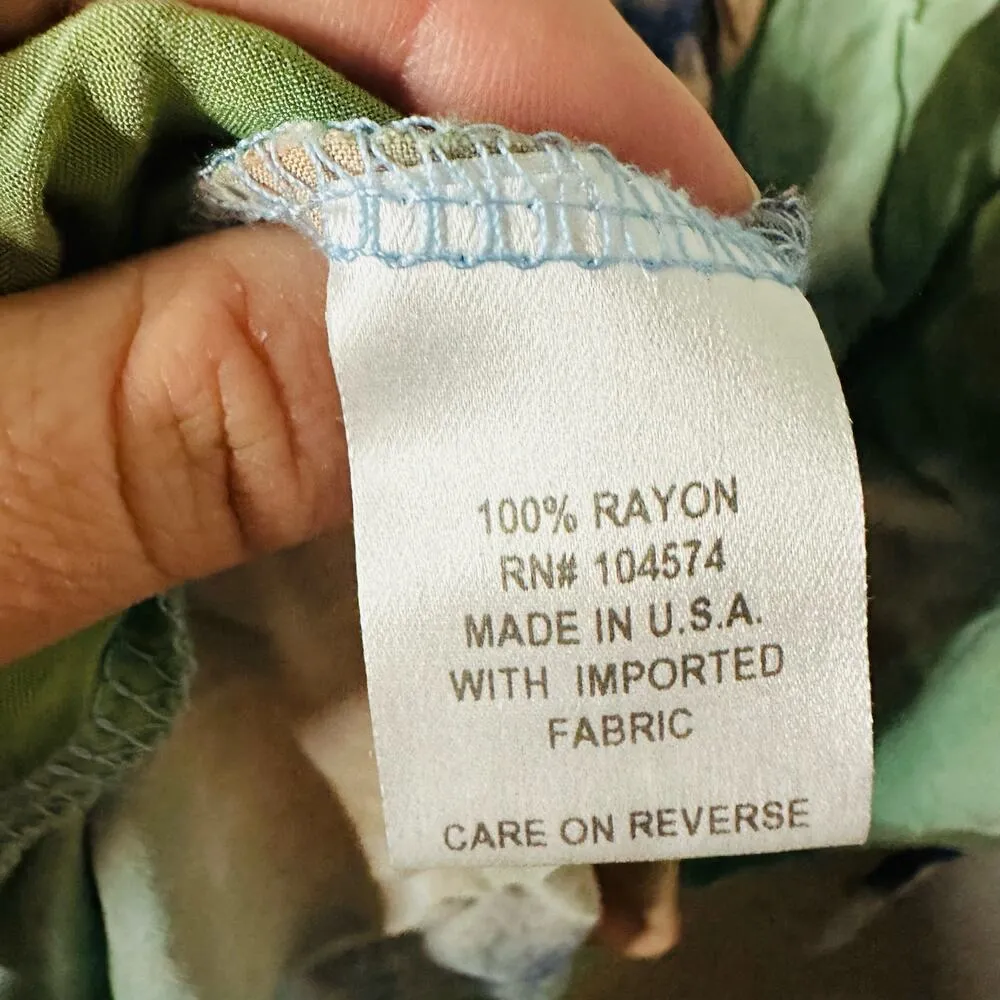 100% RAYON
RN# 104574
MADE IN U.S.A.
WITH IMPORTED
FABRIC
CARE ON REVERSE